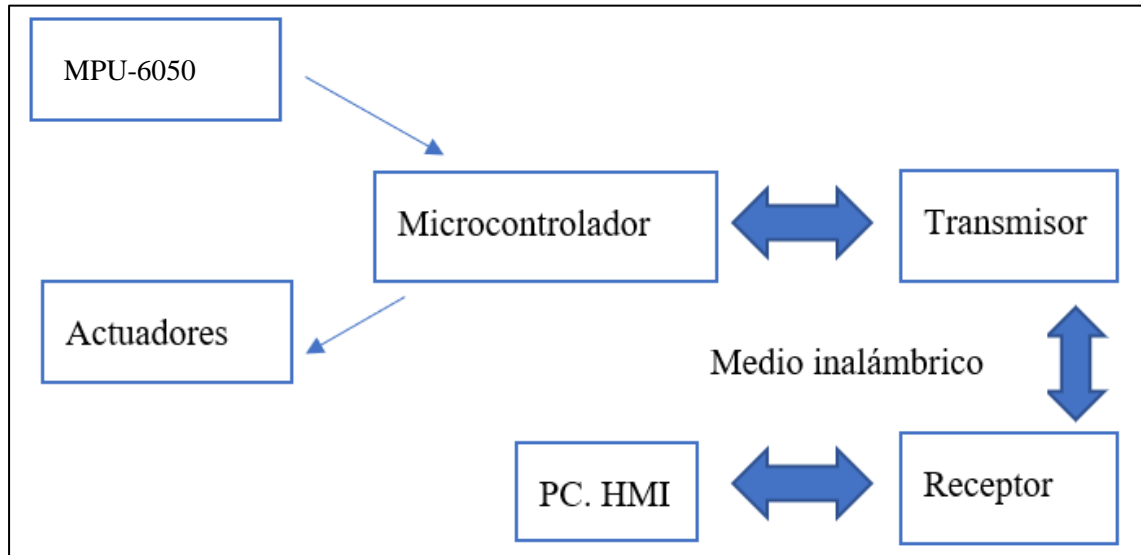 MPU-6050
Microcontrolador
Transmisor
Actuadores
Medio inalámbrico
PC. HMI
Receptor